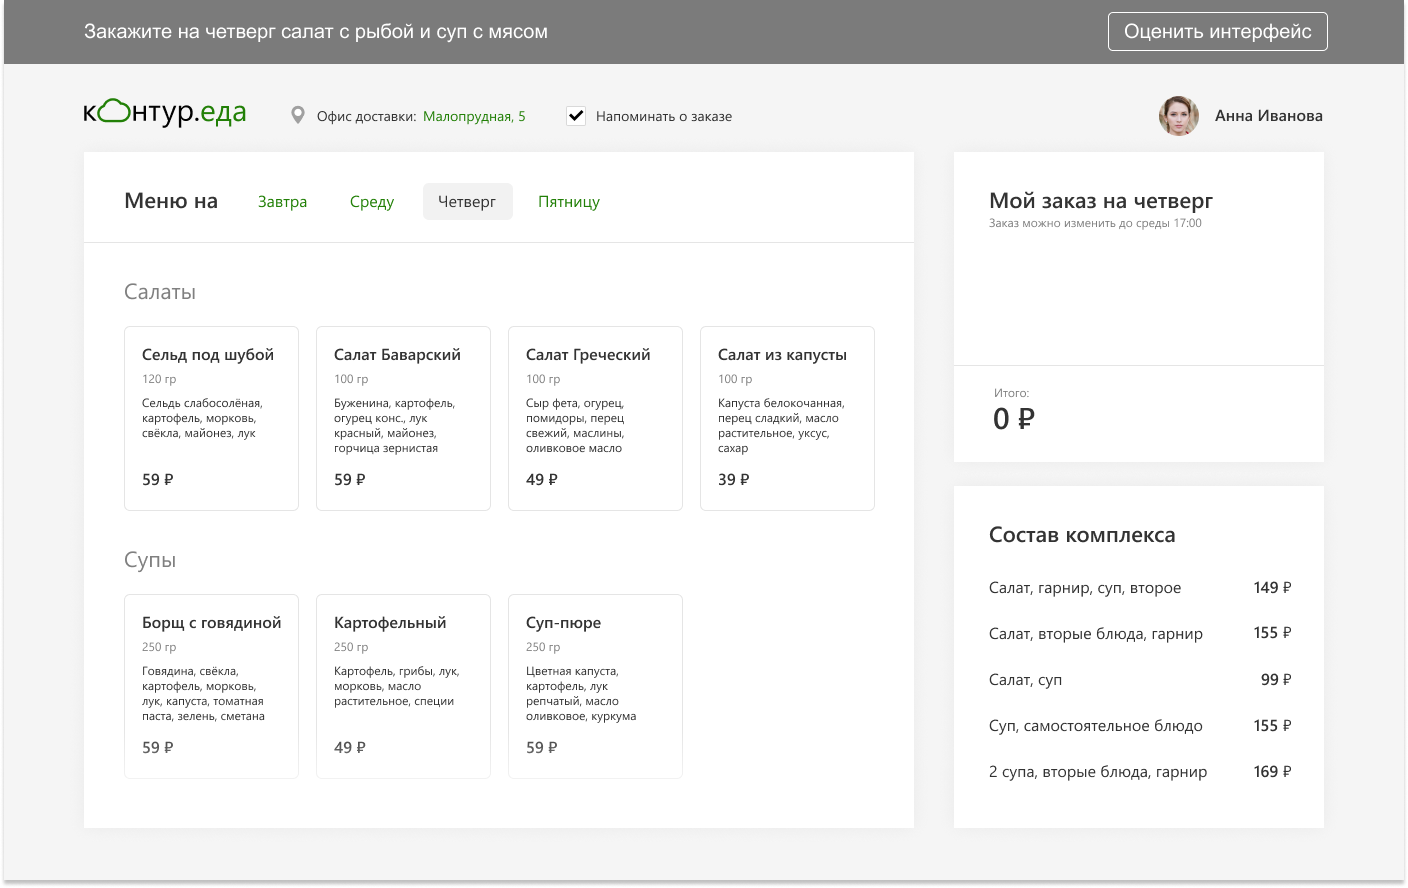 Закажите на четверг салат с рыбой и суп с мясом
Оценить интерфейс
контур.еда
Офис доставки: Малопрудная, 5
Напоминать о заказе
Анна Иванова
Меню на
Завтра
Среду
Четверг
Пятницу
Салаты
Сельд под шубой
120 гр
Сельдь слабосолёная,
картофель, морковь,
свёкла, майонез, лук
59 ₽
Салат Баварский
100 гр
Буженина, картофель,
огурец конс., лук
красный, майонез,
горчица зернистая
59 ₽
Салат Греческий
100 гр
Сыр фета, огурец,
помидоры, перец
свежий, маслины,
оливковое масло
49 ₽
Салат из капусты
100 гр
Капуста белокочанная,
перец сладкий, масло
растительное, уксус,
сахар
39 ₽
Супы
Борщ с говядиной
250 гр
Говядина, свёкла,
картофель, морковь,
лук, капуста, томатная
паста, зелень, сметана
59 ₽
Картофельный
250 гр
Картофель, грибы, лук,
морковь, масло
растительное, специи
49 ₽
Суп-пюре
250 гр
Цветная капуста,
картофель, лук
репчатый, масло
оливковое, куркума
59 ₽
Мой заказ на четверг
Заказ можно изменить до среды 17:00
Итого:
0 ₽
Состав комплекса
Салат, гарнир, суп, второе 149 ₽
Салат, вторые блюда, гарнир 155 ₽
Салат, суп 99 ₽
Суп, самостоятельное блюдо 155 ₽
2 супа, вторые блюда, гарнир 169 ₽